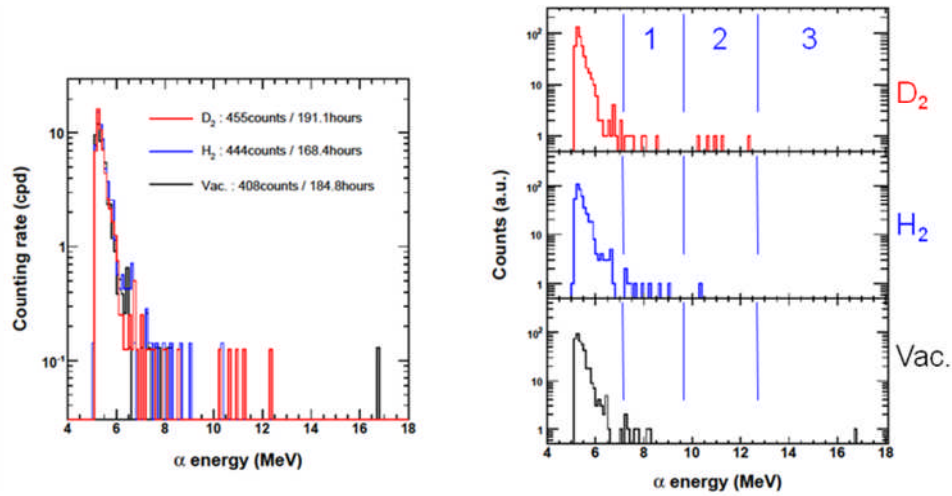 Counting rate (cpd)
10
1
10⁻¹
D₂ : 455counts / 191.1hours
H₂ : 444counts / 168.4hours
Vac. : 408counts / 184.8hours
4 6 8 10 12 14 16 18
α energy (MeV)
Counts (a.u.)
1 2 3
10²
10
1
D₂
10²
10
1
H₂
10²
10
1
Vac.
4 6 8 10 12 14 16 18
α energy (MeV)